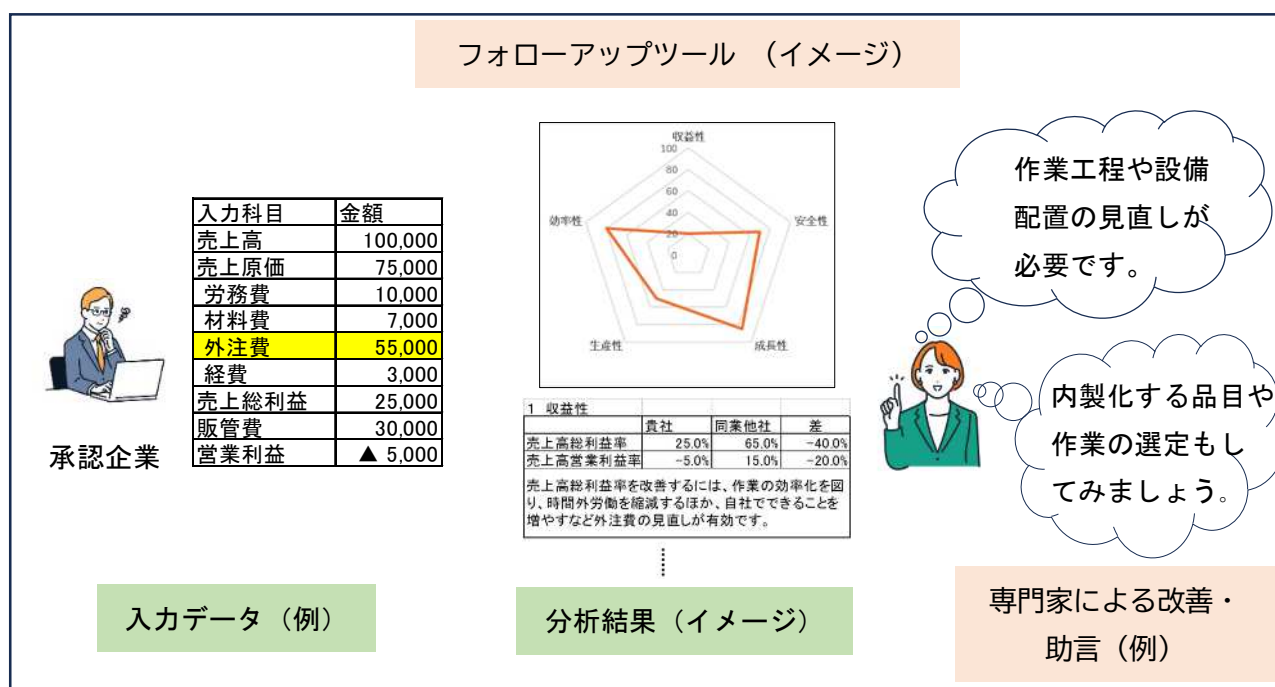 フォローアップツール （イメージ）
入力科目 金額
売上高 100,000
売上原価 75,000
労務費 10,000
材料費 7,000
外注費 55,000
経費 3,000
売上総利益 25,000
販管費 30,000
営業利益 ▲ 5,000
承認企業
入力データ（例）
収益性
100
80
60
40
20
0
効率性
安全性
生産性
成長性
1 収益性
貴社 同業他社 差
売上高総利益率 25.0% 65.0% -40.0%
売上高営業利益率 -5.0% 15.0% -20.0%
売上高総利益率を改善するには、作業の効率化を図
り、時間外労働を縮減するほか、自社でできることを
増やすなど外注費の見直しが有効です。
分析結果（イメージ）
作業工程や設備
配置の見直しが
必要です。
内製化する品目や
作業の選定もし
てみましょう。
専門家による改善・
助言（例）